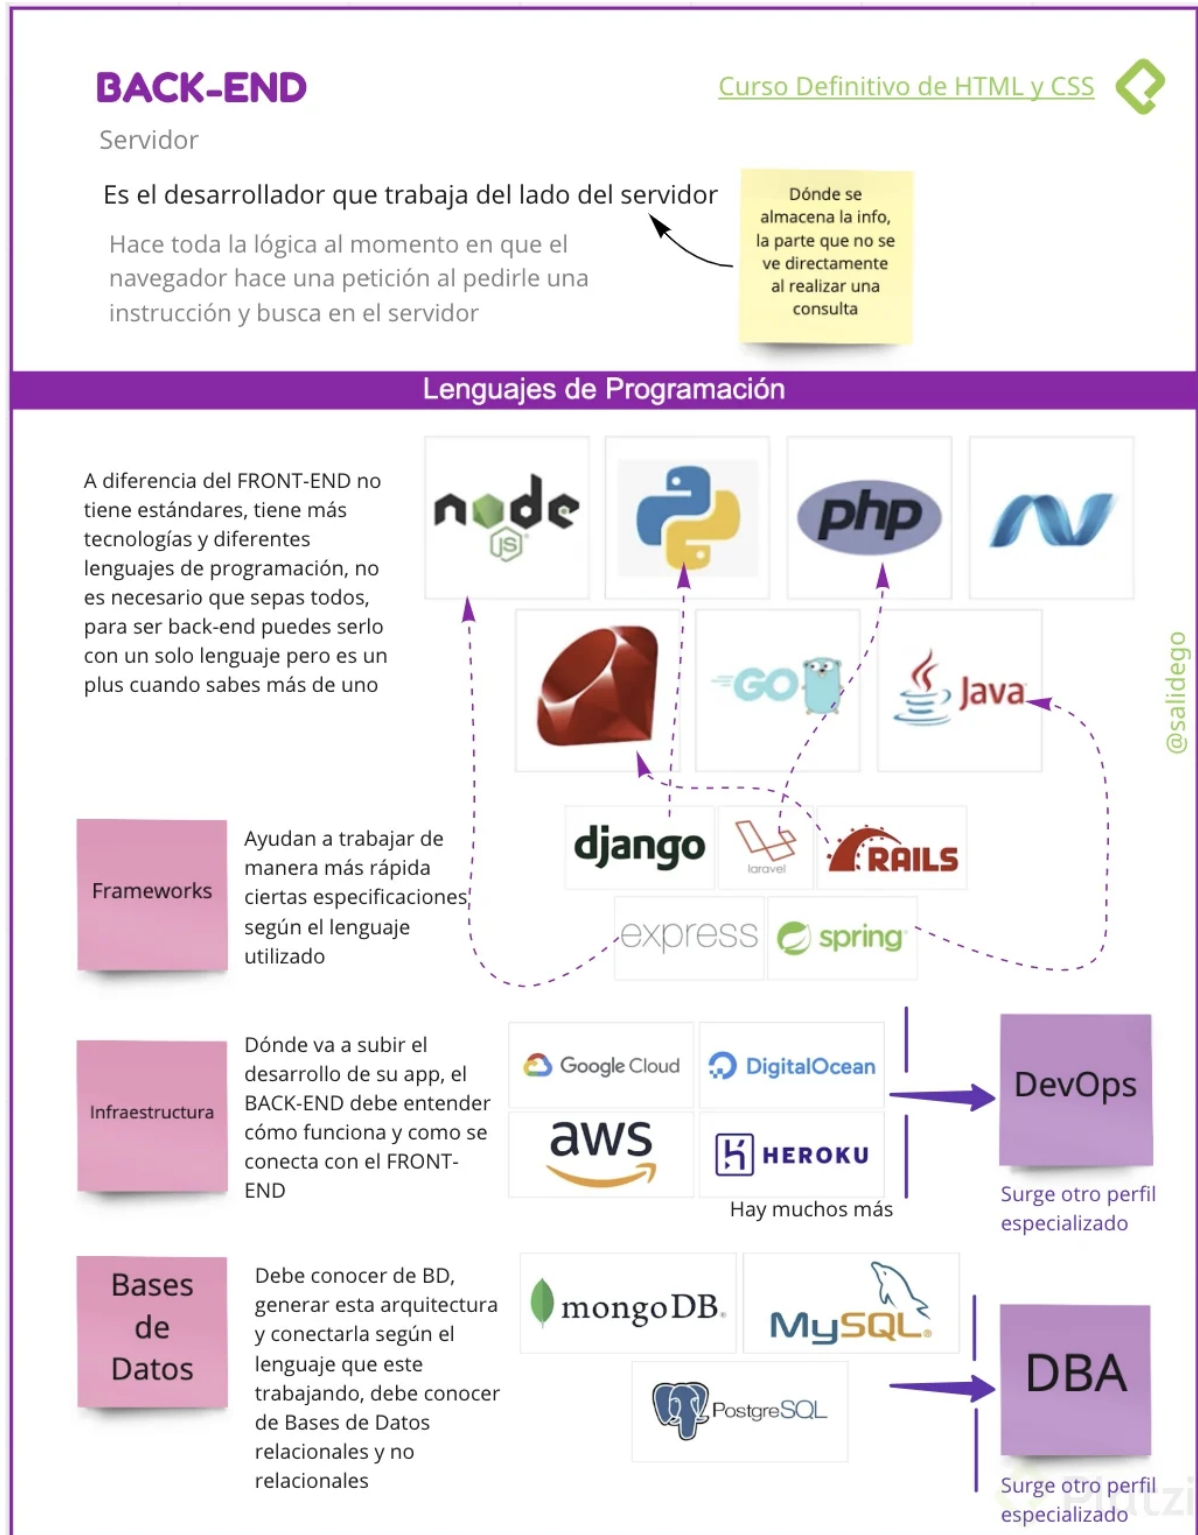 BACK-END
Curso Definitivo de HTML y CSS
Servidor
Es el desarrollador que trabaja del lado del servidor
Hace toda la lógica al momento en que el
navegador hace una petición al pedirle una
instrucción y busca en el servidor
Dónde se
almacena la info,
la parte que no se
ve directamente
al realizar una
consulta
Lenguajes de Programación
A diferencia del FRONT-END no
tiene estándares, tiene más
tecnologías y diferentes
lenguajes de programación, no
es necesario que sepas todos,
para ser back-end puedes serlo
con un solo lenguaje pero es un
plus cuando sabes más de uno
node
JS
php
GO
Java
@salidego
Frameworks
Ayudan a trabajar de
manera más rápida
ciertas especificaciones
según el lenguaje
utilizado
django
laravel
RAILS
express
spring
Infraestructura
Dónde va a subir el
desarrollo de su app, el
BACK-END debe entender
cómo funciona y como se
conecta con el FRONT-
END
Google Cloud
DigitalOcean
aws
HEROKU
Hay muchos más
DevOps
Surge otro perfil
especializado
Bases
de
Datos
Debe conocer de BD,
generar esta arquitectura
y conectarla según el
lenguaje que este
trabajando, debe conocer
de Bases de Datos
relacionales y no
relacionales
mongoDB®
MySQL®
PostgreSQL
DBA
Surge otro perfil
especializado
Platzi